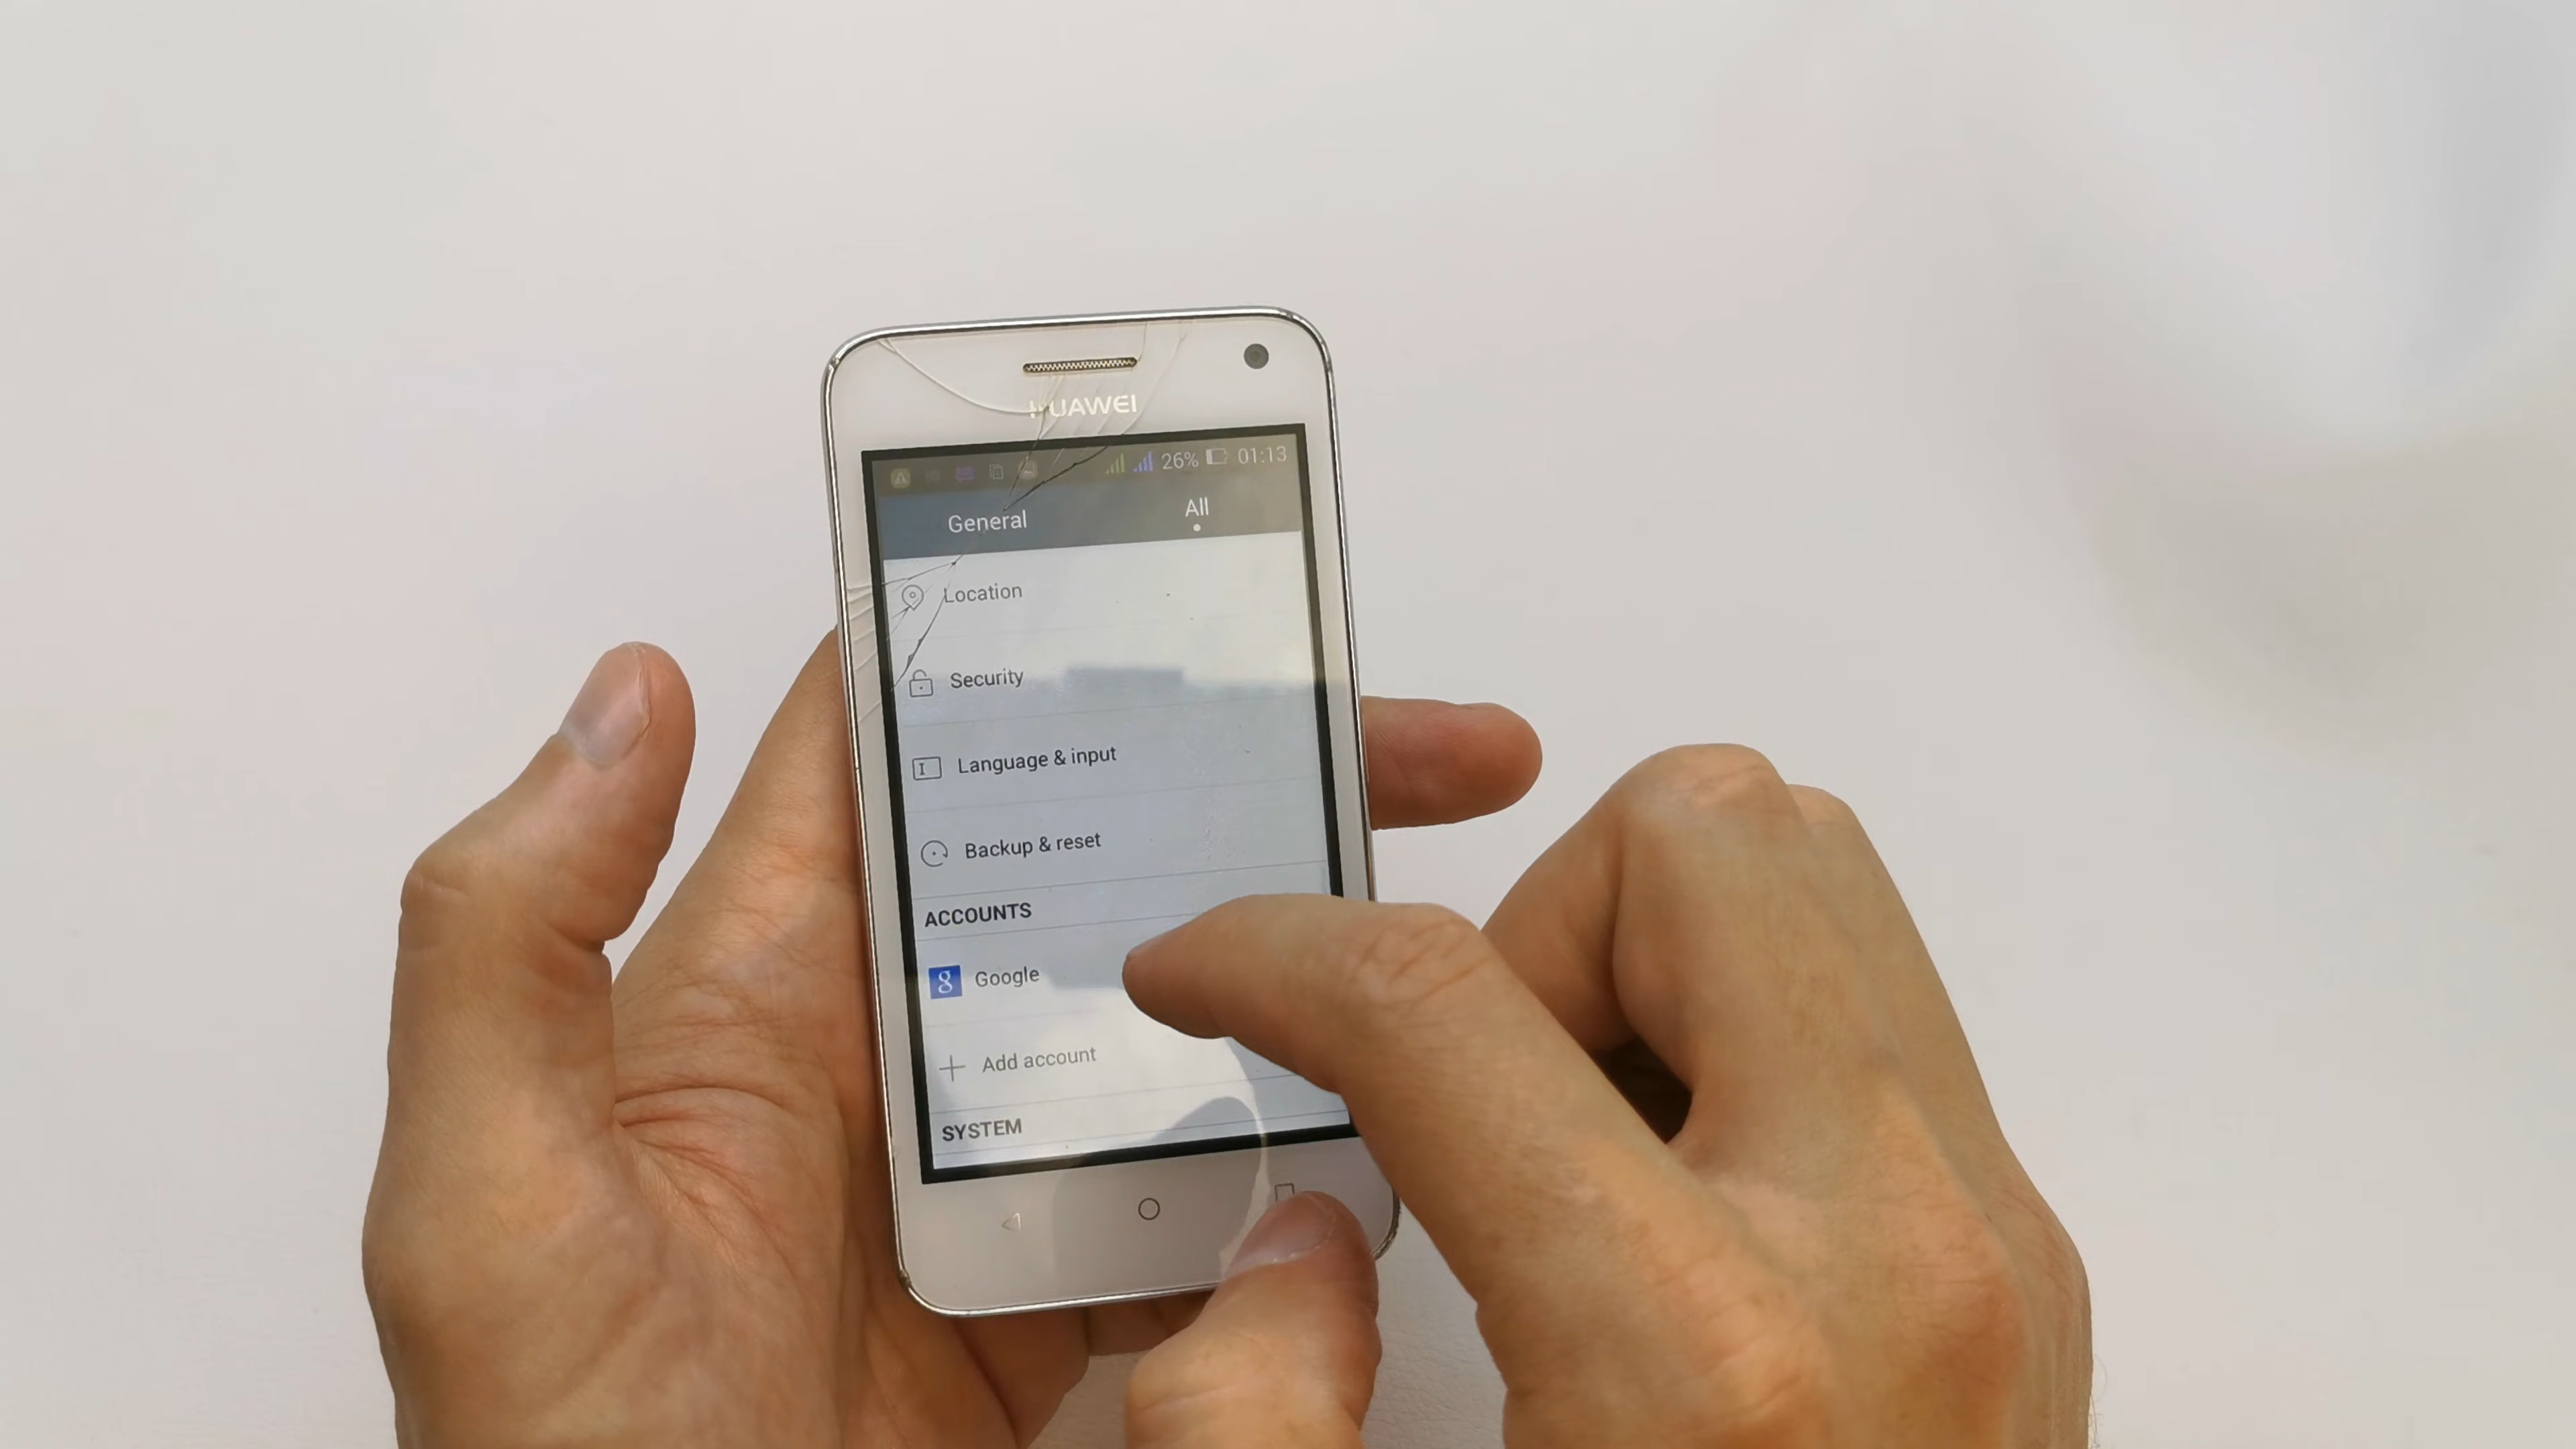 HUAWEI
26% 01:13
General All
Location
Security
Language & input
Backup & reset
ACCOUNTS
g Google
Add account
SYSTEM